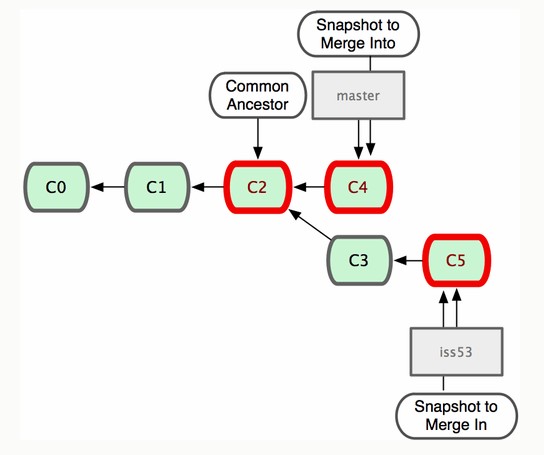 Snapshot to
Merge Into
Common
Ancestor
master
C0
C1
C2
C4
C3
C5
iss53
Snapshot to
Merge In